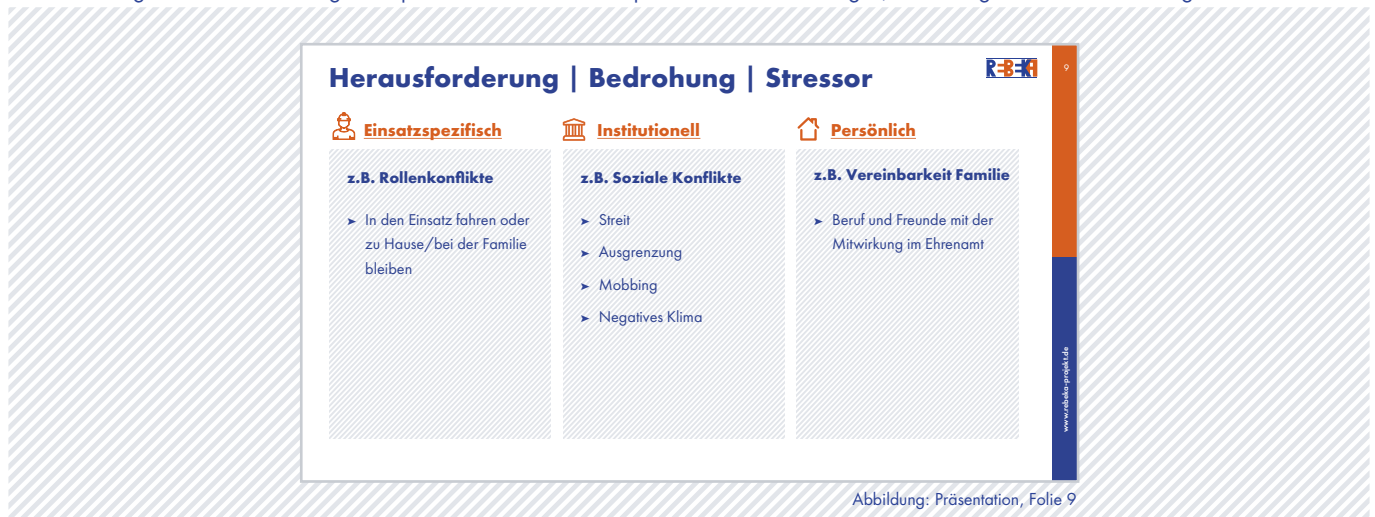 Herausforderung | Bedrohung | Stressor
REBEKA
9
Einsatzspezifisch
z.B. Rollenkonflikte
➤ In den Einsatz fahren oder
zu Hause/bei der Familie
bleiben
Institutionell
z.B. Soziale Konflikte
➤ Streit
➤ Ausgrenzung
➤ Mobbing
➤ Negatives Klima
Persönlich
z.B. Vereinbarkeit Familie
➤ Beruf und Freunde mit der
Mitwirkung im Ehrenamt
www.rebeka-projekt.de
Abbildung: Präsentation, Folie 9